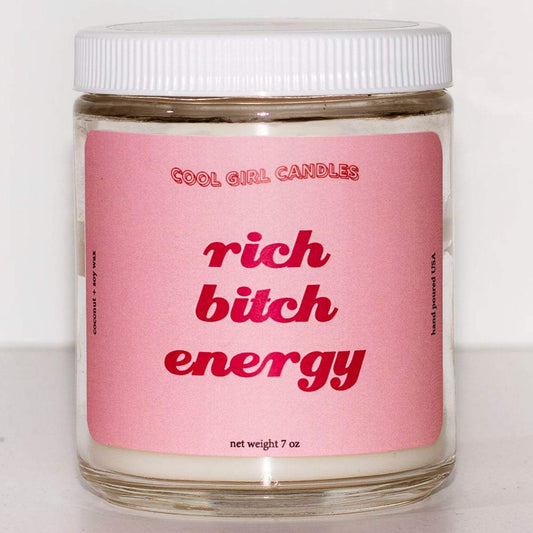 COOL GIRL CANDLES
rich
bitch
energy
coconut + soy wax
hand poured USA
net weight 7 oz